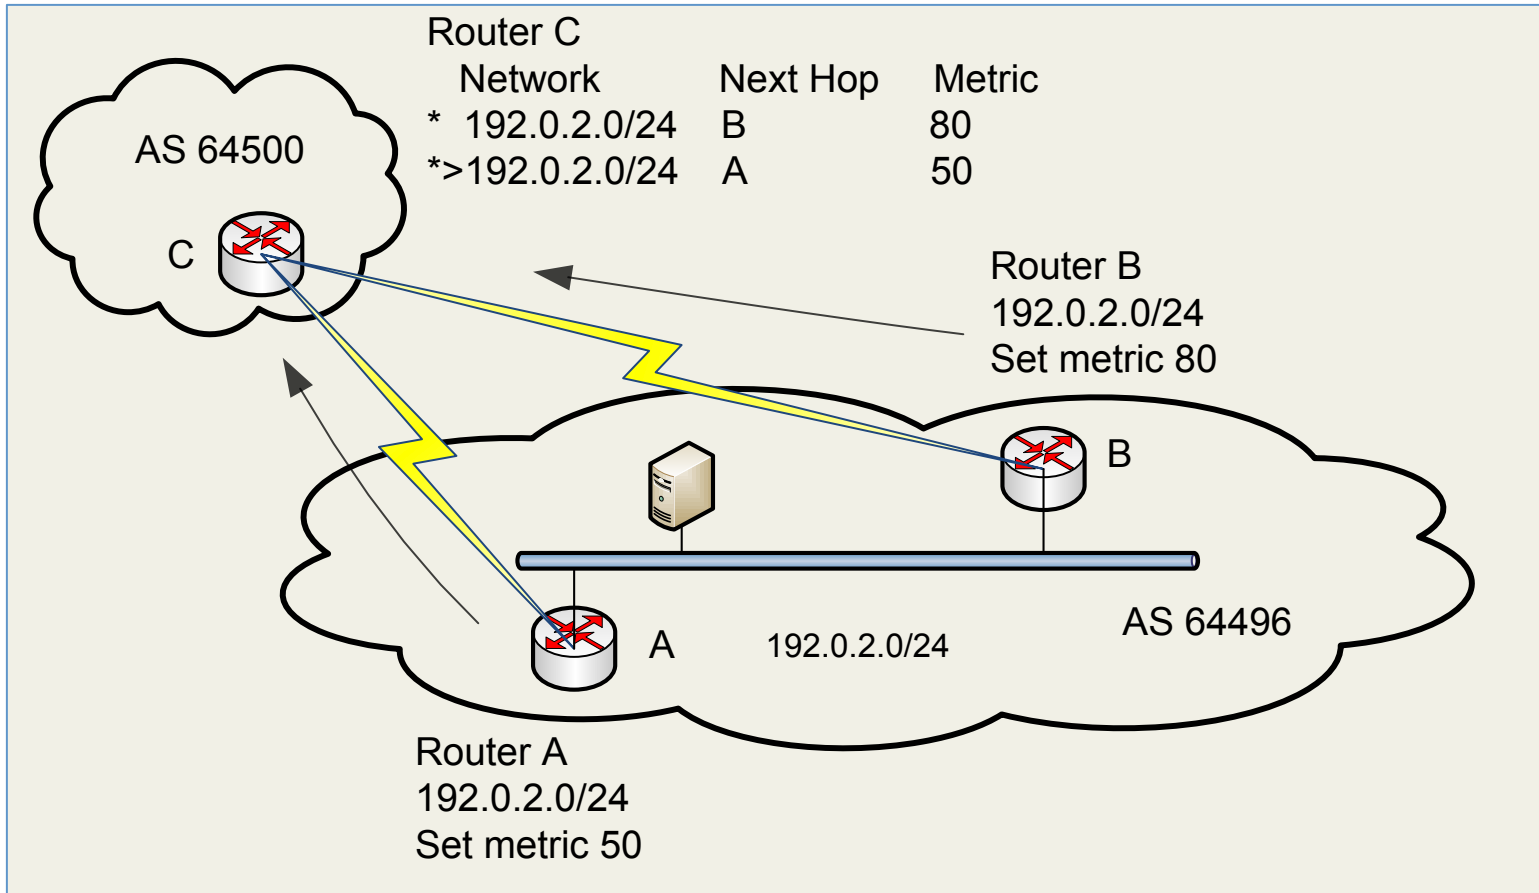 Router C
Network Next Hop Metric
* 192.0.2.0/24 B 80
*>192.0.2.0/24 A 50
AS 64500
C
Router B
192.0.2.0/24
Set metric 80
B
AS 64496
A
192.0.2.0/24
Router A
192.0.2.0/24
Set metric 50